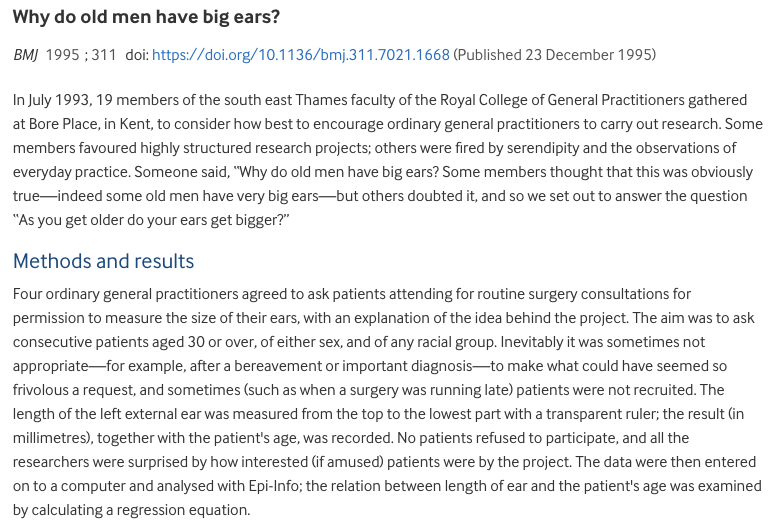 Why do old men have big ears?
BMJ 1995 ; 311 doi: https://doi.org/10.1136/bmj.311.7021.1668 (Published 23 December 1995)
In July 1993, 19 members of the south east Thames faculty of the Royal College of General Practitioners gathered
at Bore Place, in Kent, to consider how best to encourage ordinary general practitioners to carry out research. Some
members favoured highly structured research projects; others were fired by serendipity and the observations of
everyday practice. Someone said, “Why do old men have big ears? Some members thought that this was obviously
true—indeed some old men have very big ears—but others doubted it, and so we set out to answer the question
“As you get older do your ears get bigger?”
Methods and results
Four ordinary general practitioners agreed to ask patients attending for routine surgery consultations for
permission to measure the size of their ears, with an explanation of the idea behind the project. The aim was to ask
consecutive patients aged 30 or over, of either sex, and of any racial group. Inevitably it was sometimes not
appropriate—for example, after a bereavement or important diagnosis—to make what could have seemed so
frivolous a request, and sometimes (such as when a surgery was running late) patients were not recruited. The
length of the left external ear was measured from the top to the lowest part with a transparent ruler; the result (in
millimetres), together with the patient's age, was recorded. No patients refused to participate, and all the
researchers were surprised by how interested (if amused) patients were by the project. The data were then entered
on to a computer and analysed with Epi-Info; the relation between length of ear and the patient's age was examined
by calculating a regression equation.